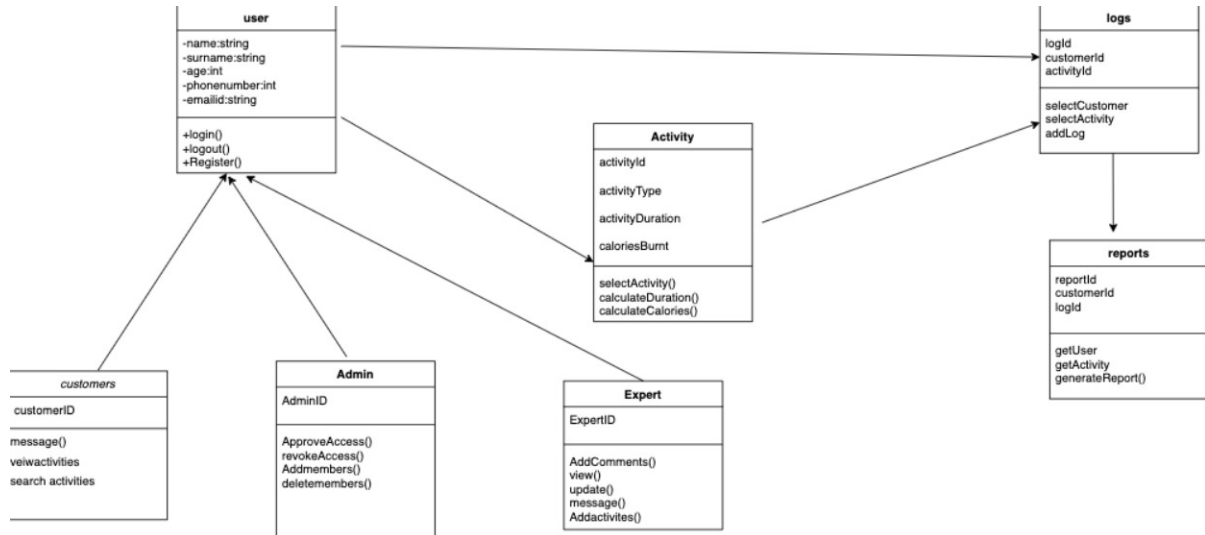 user
-name:string
-surname:string
-age:int
-phonenumber:int
-emailid:string
+login()
+logout()
+Register()
logs
logId
customerId
activityId
selectCustomer
selectActivity
addLog
Activity
activityId
activityType
activityDuration
caloriesBurnt
selectActivity()
calculateDuration()
calculateCalories()
reports
reportId
customerId
logId
getUser
getActivity
generateReport()
customers
customerID
message()
veiwactivities
search activities
Admin
AdminID
ApproveAccess()
revokeAccess()
Addmembers()
deletemembers()
Expert
ExpertID
AddComments()
view()
update()
message()
Addactivites()